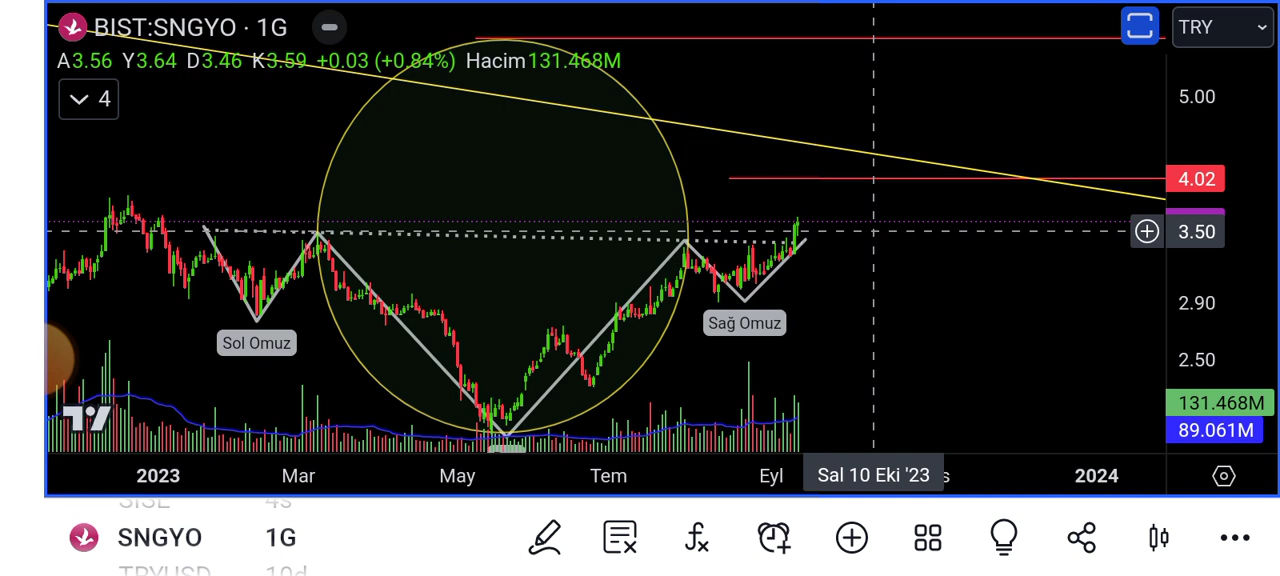 BIST:SNGYO · 1G
TRY
A3.56 Y3.64 D3.46 K3.59 +0.03 (+0.84%) Hacim131.468M
4
5.00
4.02
3.50
2.90
Sağ Omuz
Sol Omuz
2.50
131.468M
89.061M
2023 Mar May Tem Eyl Sal 10 Eki '23 2024
SNGYO 1G
TRYUSD 10d